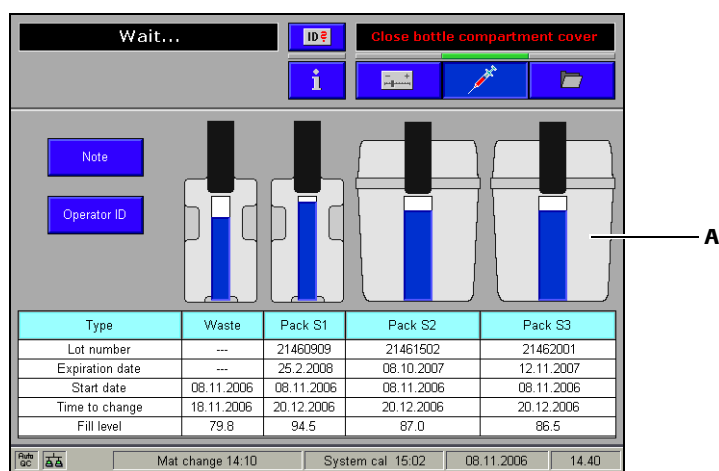 Wait... ID? Close bottle compartment cover
i
Note
Operator ID
A
Type Waste Pack S1 Pack S2 Pack S3
Lot number --- 21460909 21461502 21462001
Expiration date --- 25.2.2008 08.10.2007 12.11.2007
Start date 08.11.2006 08.11.2006 08.11.2006 08.11.2006
Time to change 18.11.2006 20.12.2006 20.12.2006 20.12.2006
Fill level 79.8 94.5 87.0 86.5
Auto QC Mat change 14:10 System cal 15:02 08.11.2006 14.40